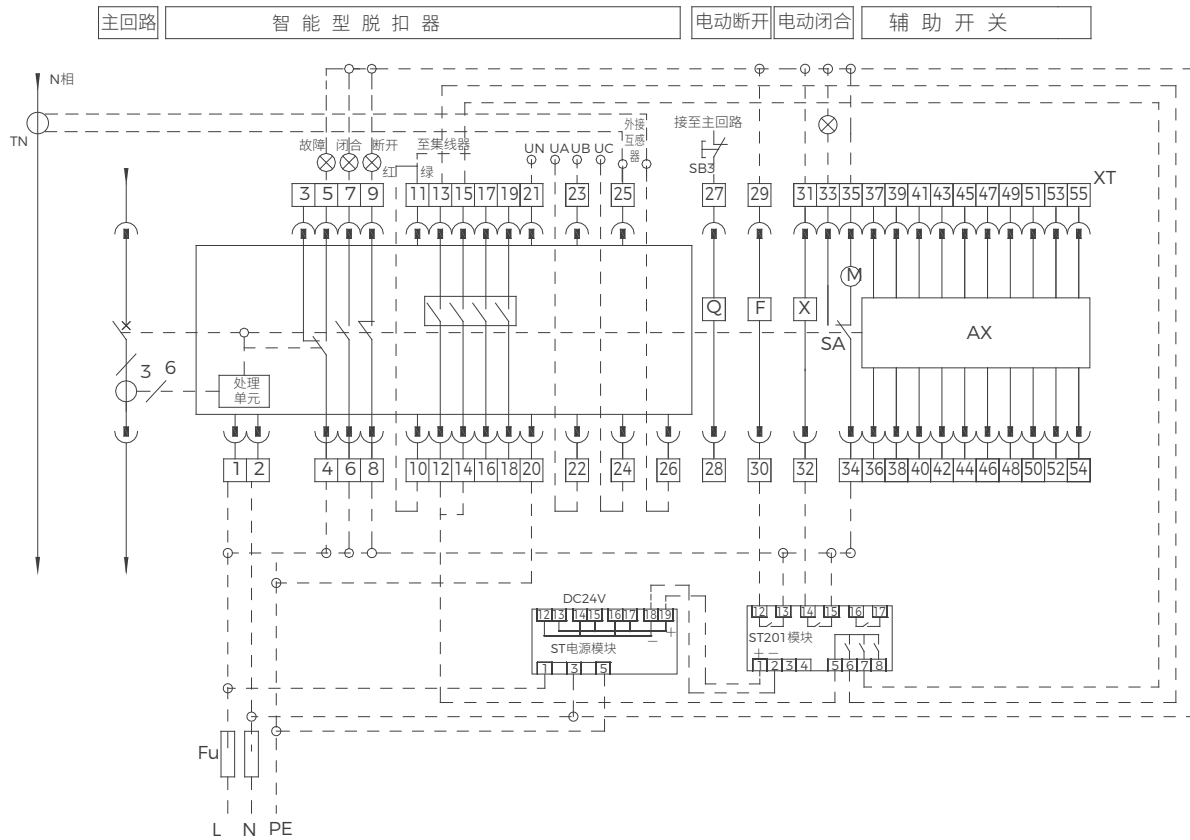 主回路 智能型脱扣器 电动断开 电动闭合 辅助开关
N相
TN
故障 闭合 断开 至集线器 外接互感器 接至主回路
红 绿 UN UA UB UC SB3
XT
3 5 7 9 11 13 15 17 19 21 23 25 27 29 31 33 35 37 39 41 43 45 47 49 51 53 55
M
Q F X AX
SA
3 6
处理
单元
1 2 4 6 8 10 12 14 16 18 20 22 24 26 28 30 32 34 36 38 40 42 44 46 48 50 52 54
DC24V
12 13 14 15 16 17 18 19
− +
ST电源模块
1 3 5
12 13 14 15 16 17
ST201模块
+ −
1 2 3 4 5 6 7 8
Fu
L N PE